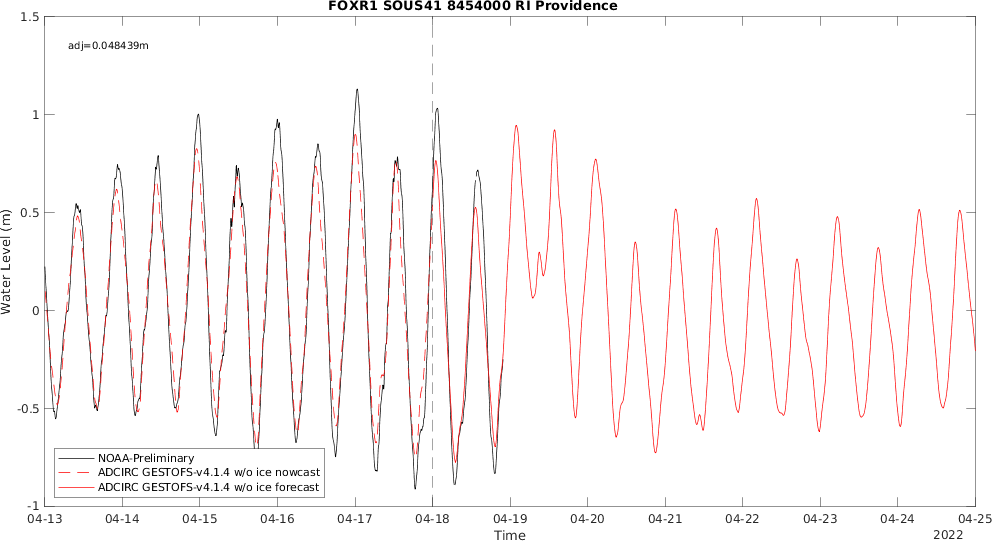 FOXR1 SOUS41 8454000 RI Providence
adj=0.048439m
1.5
1
0.5
0
-0.5
-1
Water Level (m)
NOAA-Preliminary
ADCIRC GESTOFS-v4.1.4 w/o ice nowcast
ADCIRC GESTOFS-v4.1.4 w/o ice forecast
04-13 04-14 04-15 04-16 04-17 04-18 04-19 04-20 04-21 04-22 04-23 04-24 04-25
Time
2022